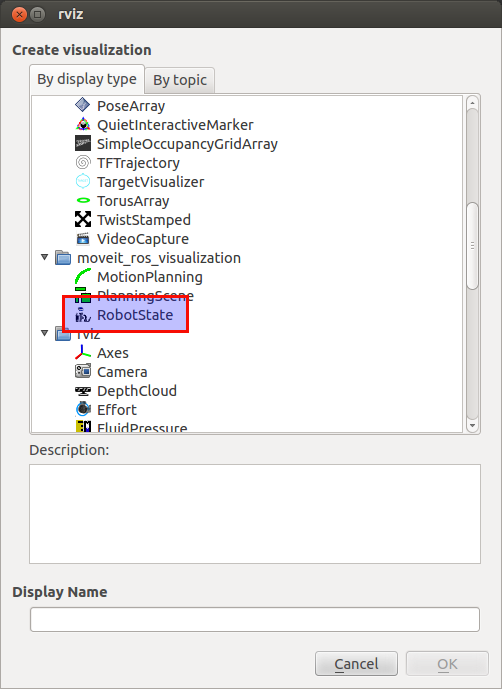 rviz
Create visualization
By display type By topic
PoseArray
QuietInteractiveMarker
SimpleOccupancyGridArray
TFTrajectory
TargetVisualizer
TorusArray
TwistStamped
VideoCapture
moveit_ros_visualization
MotionPlanning
PlanningScene
RobotState
rviz
Axes
Camera
DepthCloud
Effort
FluidPressure
Description:
Display Name
Cancel OK